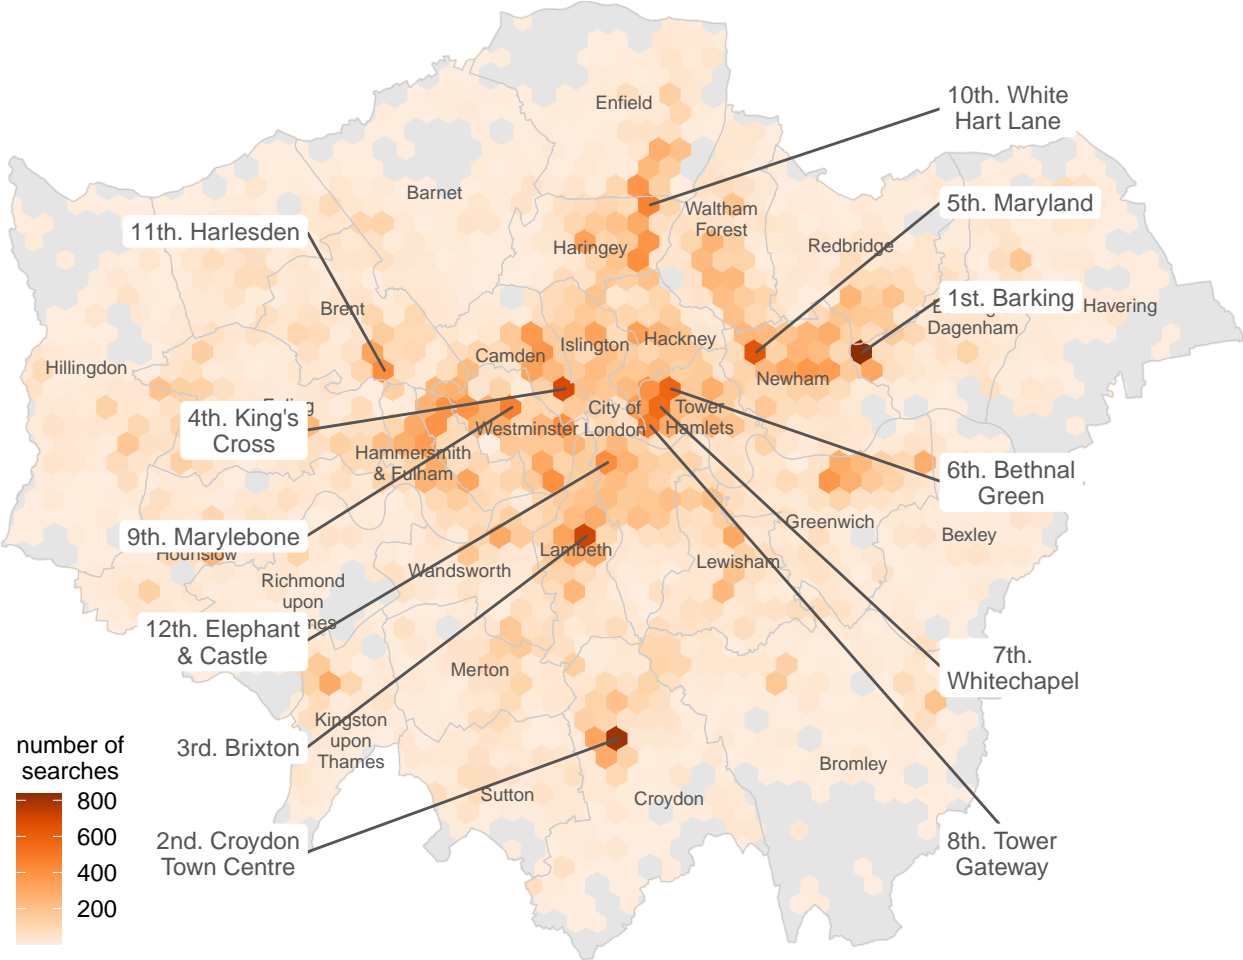 10th. White
Hart Lane
Enfield
5th. Maryland
Barnet
Waltham
Forest
11th. Harlesden
Haringey
Redbridge
1st. Barking
Havering
Brent
Dagenham
Islington
Hackney
Camden
Hillingdon
Newham
4th. King's
Cross
City of
London
Tower
Hamlets
Westminster
Hammersmith
& Fulham
6th. Bethnal
Green
9th. Marylebone
Greenwich
Bexley
Hounslow
Lambeth
Lewisham
Wandsworth
Richmond
upon
12th. Elephant
& Castle
7th.
Whitechapel
Merton
Kingston
upon
Thames
3rd. Brixton
number of
searches
800
600
400
200
Bromley
Sutton
Croydon
2nd. Croydon
Town Centre
8th. Tower
Gateway